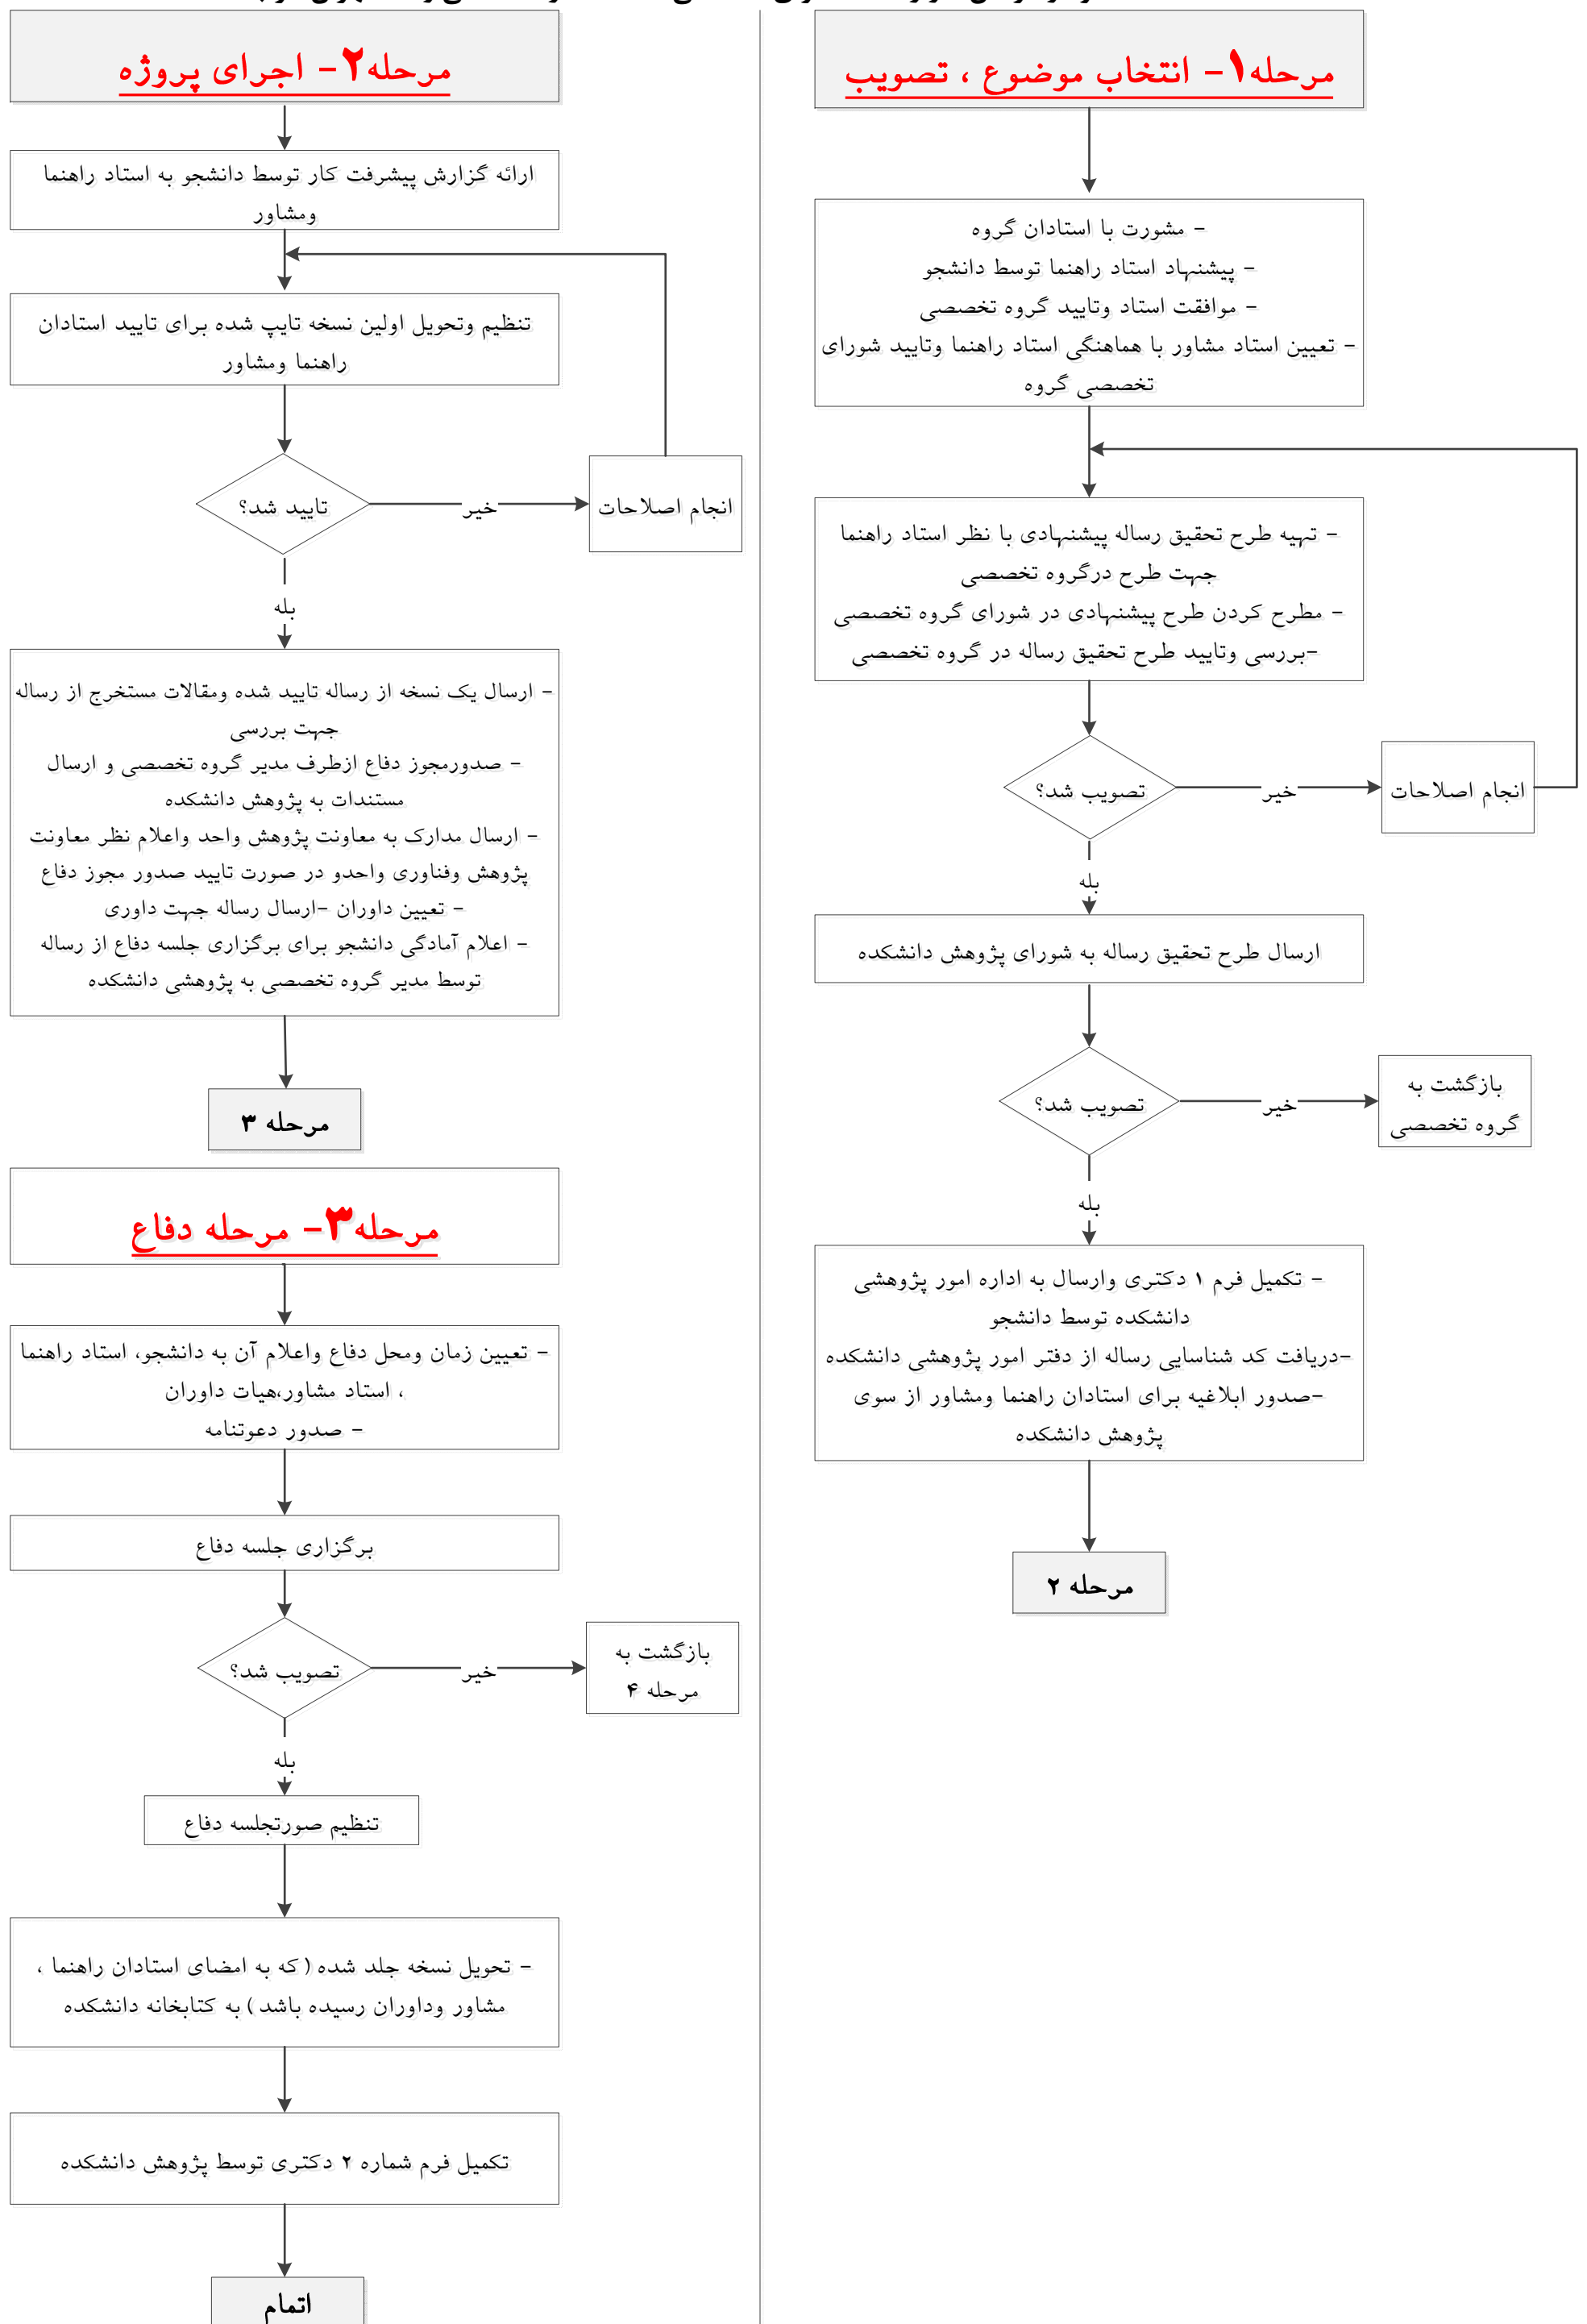 مرحله۱- انتخاب موضوع ، تصویب
- مشورت با استادان گروه
- پیشنهاد استاد راهنما توسط دانشجو
- موافقت استاد وتایید گروه تخصصی
- تعیین استاد مشاور با هماهنگی استاد راهنما وتایید شورای
تخصصی گروه
- تهیه طرح تحقیق رساله پیشنهادی با نظر استاد راهنما
جهت طرح درگروه تخصصی
- مطرح کردن طرح پیشنهادی در شورای گروه تخصصی
-بررسی وتایید طرح تحقیق رساله در گروه تخصصی
تصویب شد؟
خیر
انجام اصلاحات
بله
ارسال طرح تحقیق رساله به شورای پژوهش دانشکده
تصویب شد؟
خیر
بازگشت به
گروه تخصصی
بله
- تکمیل فرم ۱ دکتری وارسال به اداره امور پژوهشی
دانشکده توسط دانشجو
-دریافت کد شناسایی رساله از دفتر امور پژوهشی دانشکده
-صدور ابلاغیه برای استادان راهنما ومشاور از سوی
پژوهش دانشکده
مرحله ۲
مرحله۲- اجرای پروژه
ارائه گزارش پیشرفت کار توسط دانشجو به استاد راهنما
ومشاور
تنظیم وتحویل اولین نسخه تایپ شده برای تایید استادان
راهنما ومشاور
تایید شد؟
خیر
انجام اصلاحات
بله
- ارسال یک نسخه از رساله تایید شده ومقالات مستخرج از رساله
جهت بررسی
- صدورمجوز دفاع ازطرف مدیر گروه تخصصی و ارسال
مستندات به پژوهش دانشکده
- ارسال مدارک به معاونت پژوهش واحد واعلام نظر معاونت
پژوهش وفناوری واحدو در صورت تایید صدور مجوز دفاع
- تعیین داوران -ارسال رساله جهت داوری
- اعلام آمادگی دانشجو برای برگزاری جلسه دفاع از رساله
توسط مدیر گروه تخصصی به پژوهشی دانشکده
مرحله ۳
مرحله۳- مرحله دفاع
- تعیین زمان ومحل دفاع واعلام آن به دانشجو، استاد راهنما
، استاد مشاور،هیات داوران
- صدور دعوتنامه
برگزاری جلسه دفاع
تصویب شد؟
خیر
بازگشت به
مرحله ۴
بله
تنظیم صورتجلسه دفاع
- تحویل نسخه جلد شده ( که به امضای استادان راهنما ،
مشاور وداوران رسیده باشد ) به کتابخانه دانشکده
تکمیل فرم شماره ۲ دکتری توسط پژوهش دانشکده
اتمام